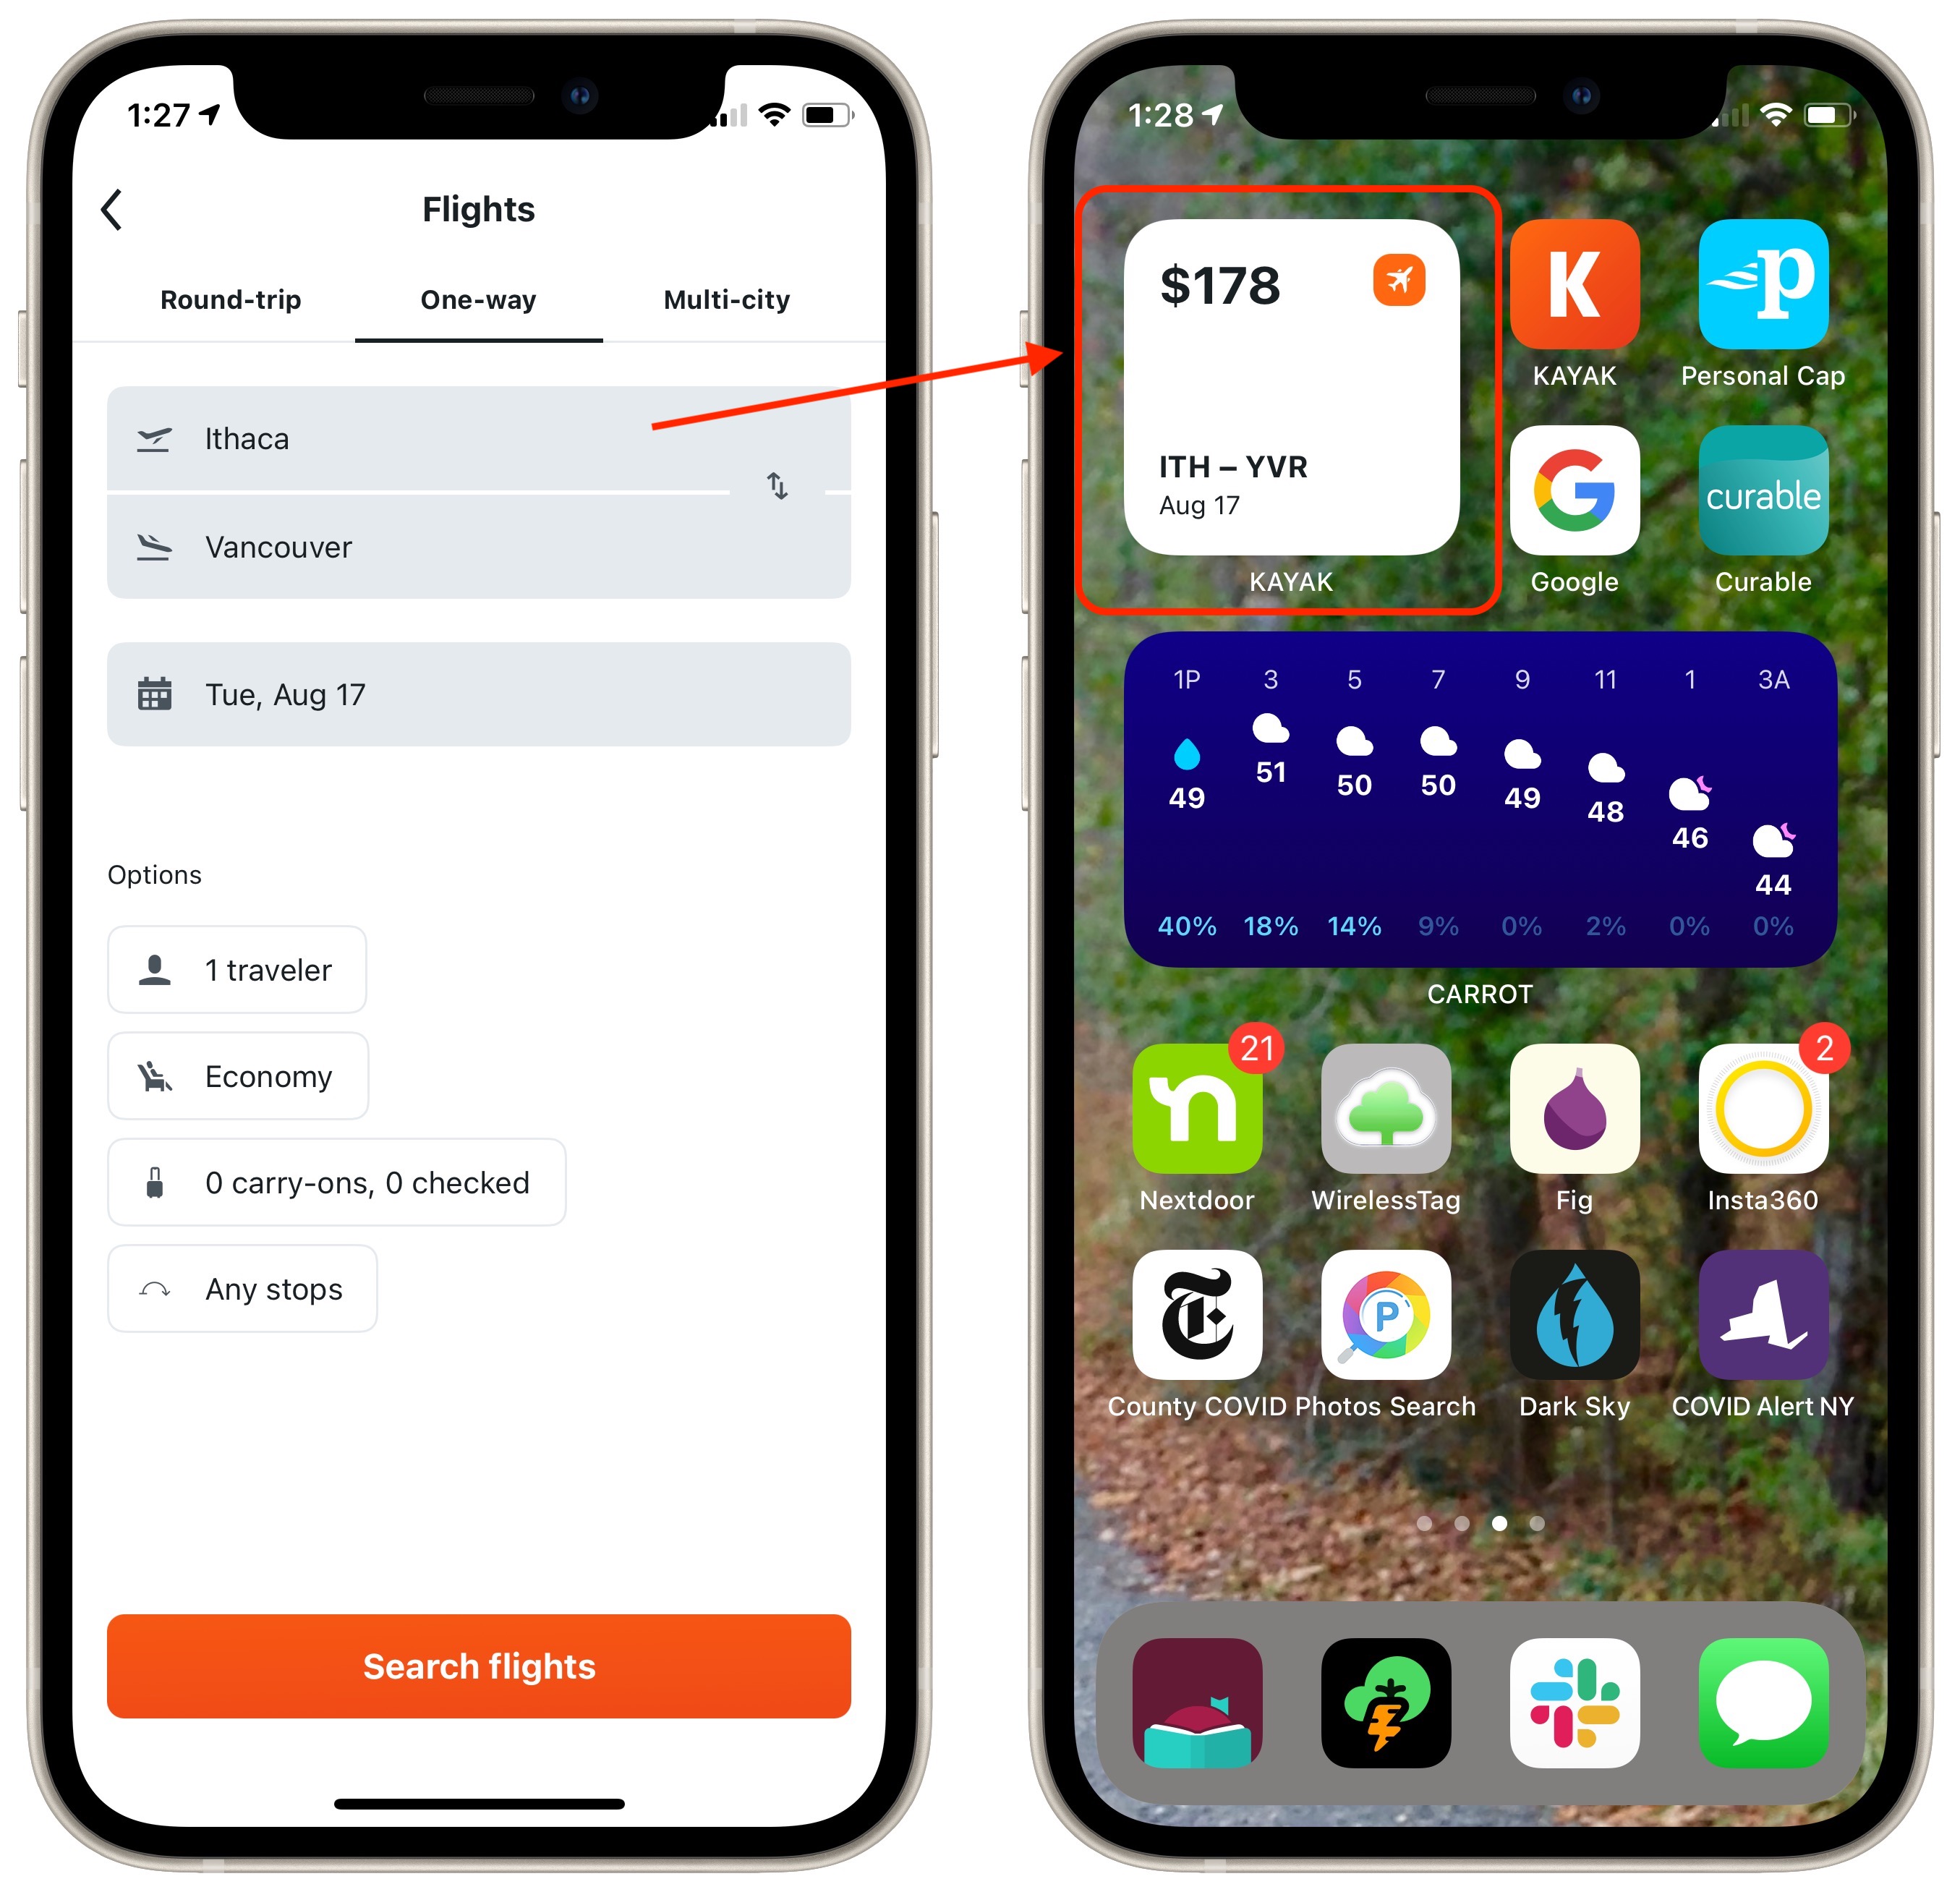 1:27
Flights
Round-trip One-way Multi-city
Ithaca
Vancouver
Tue, Aug 17
Options
1 traveler
Economy
0 carry-ons, 0 checked
Any stops
Search flights
1:28
$178
ITH – YVR
Aug 17
KAYAK
K
KAYAK
p
Personal Cap
G
Google
curable
Curable
1P 3 5 7 9 11 1 3A
49 51 50 50 49 48 46 44
40% 18% 14% 9% 0% 2% 0% 0%
CARROT
21
n
Nextdoor
WirelessTag
Fig
2
Insta360
T
County COVID
P
Photos Search
Dark Sky
COVID Alert NY